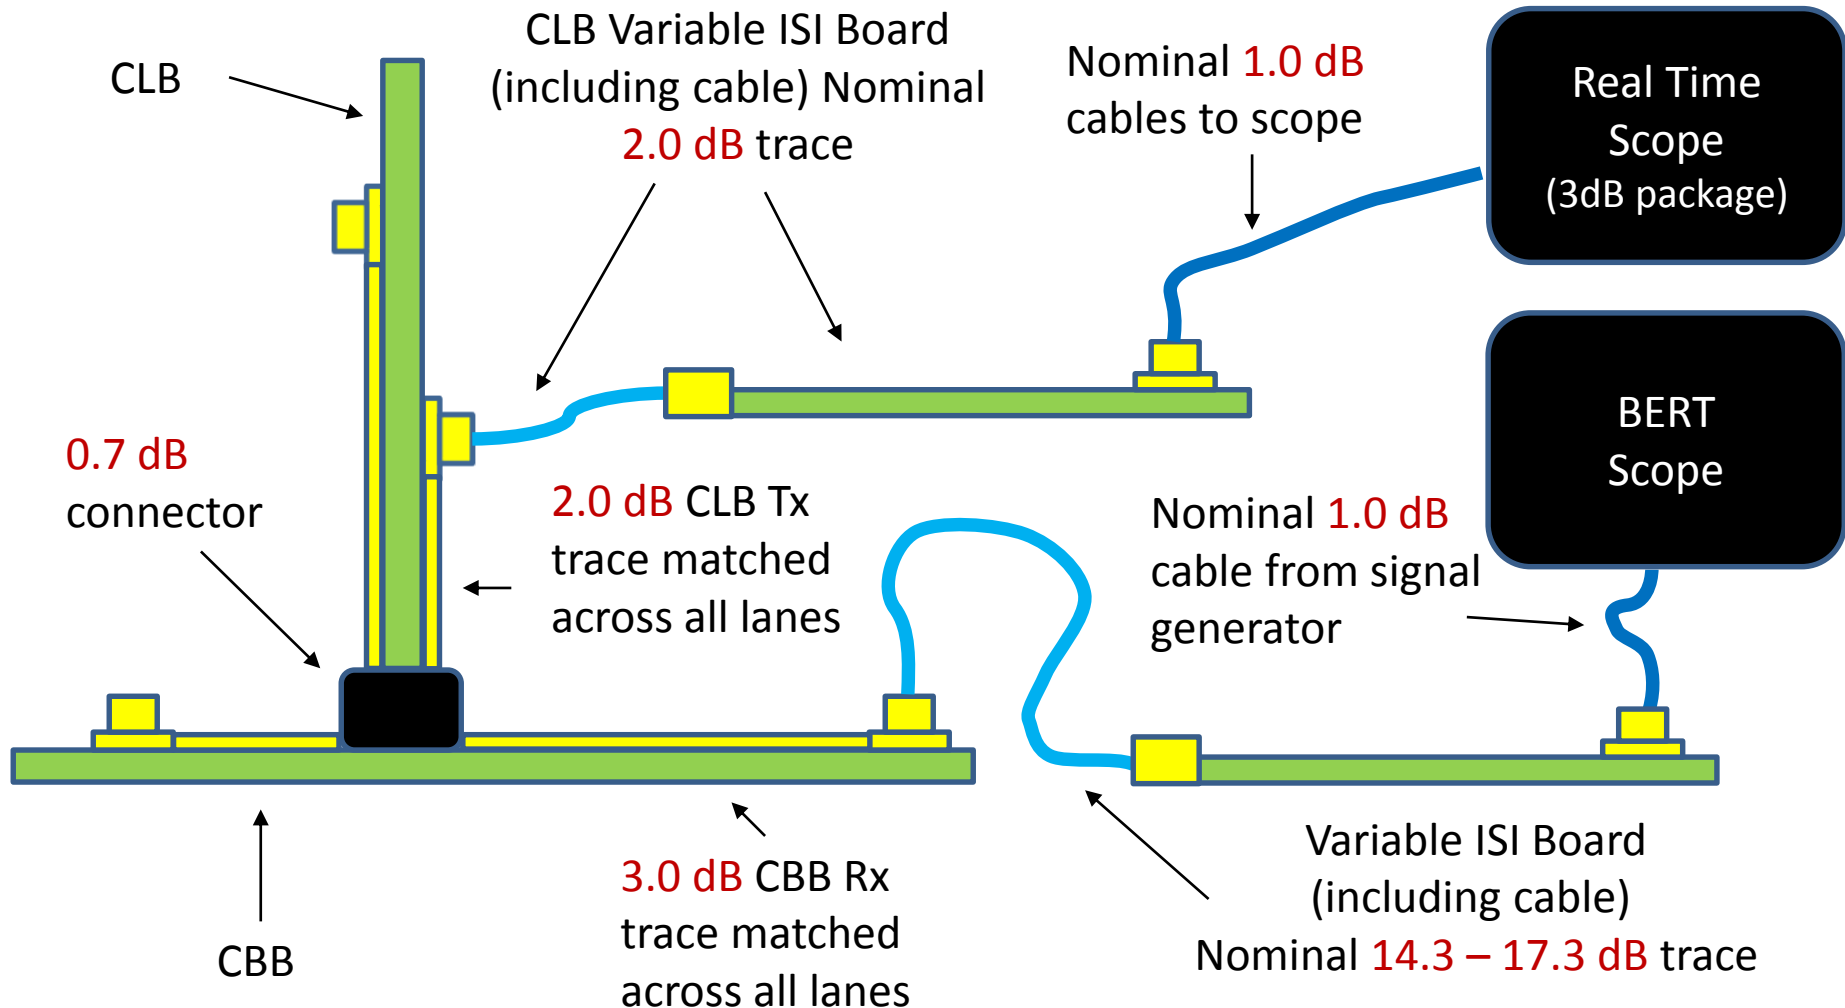 CLB
CLB Variable ISI Board
(including cable) Nominal
2.0 dB trace
Nominal 1.0 dB
cables to scope
Real Time
Scope
(3dB package)
BERT
Scope
0.7 dB
connector
2.0 dB CLB Tx
trace matched
across all lanes
Nominal 1.0 dB
cable from signal
generator
CBB
3.0 dB CBB Rx
trace matched
across all lanes
Variable ISI Board
(including cable)
Nominal 14.3 – 17.3 dB trace